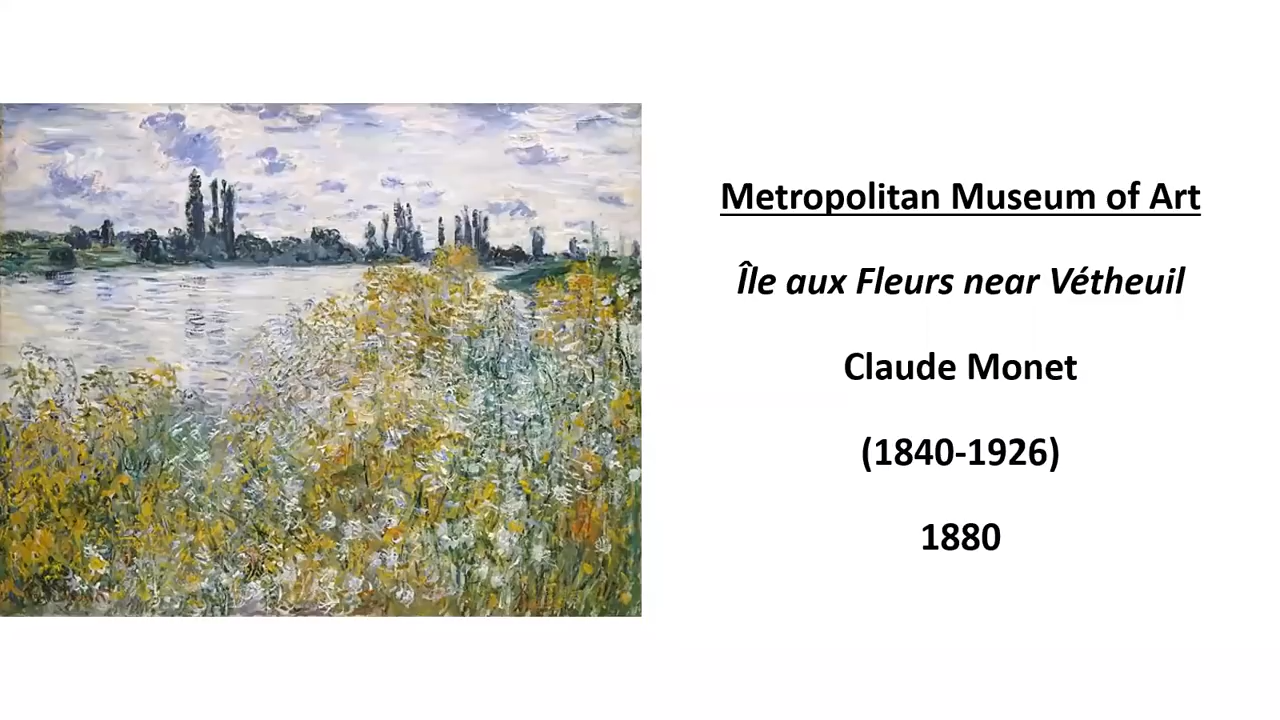 Metropolitan Museum of Art
Île aux Fleurs near Vétheuil
Claude Monet
(1840-1926)
1880